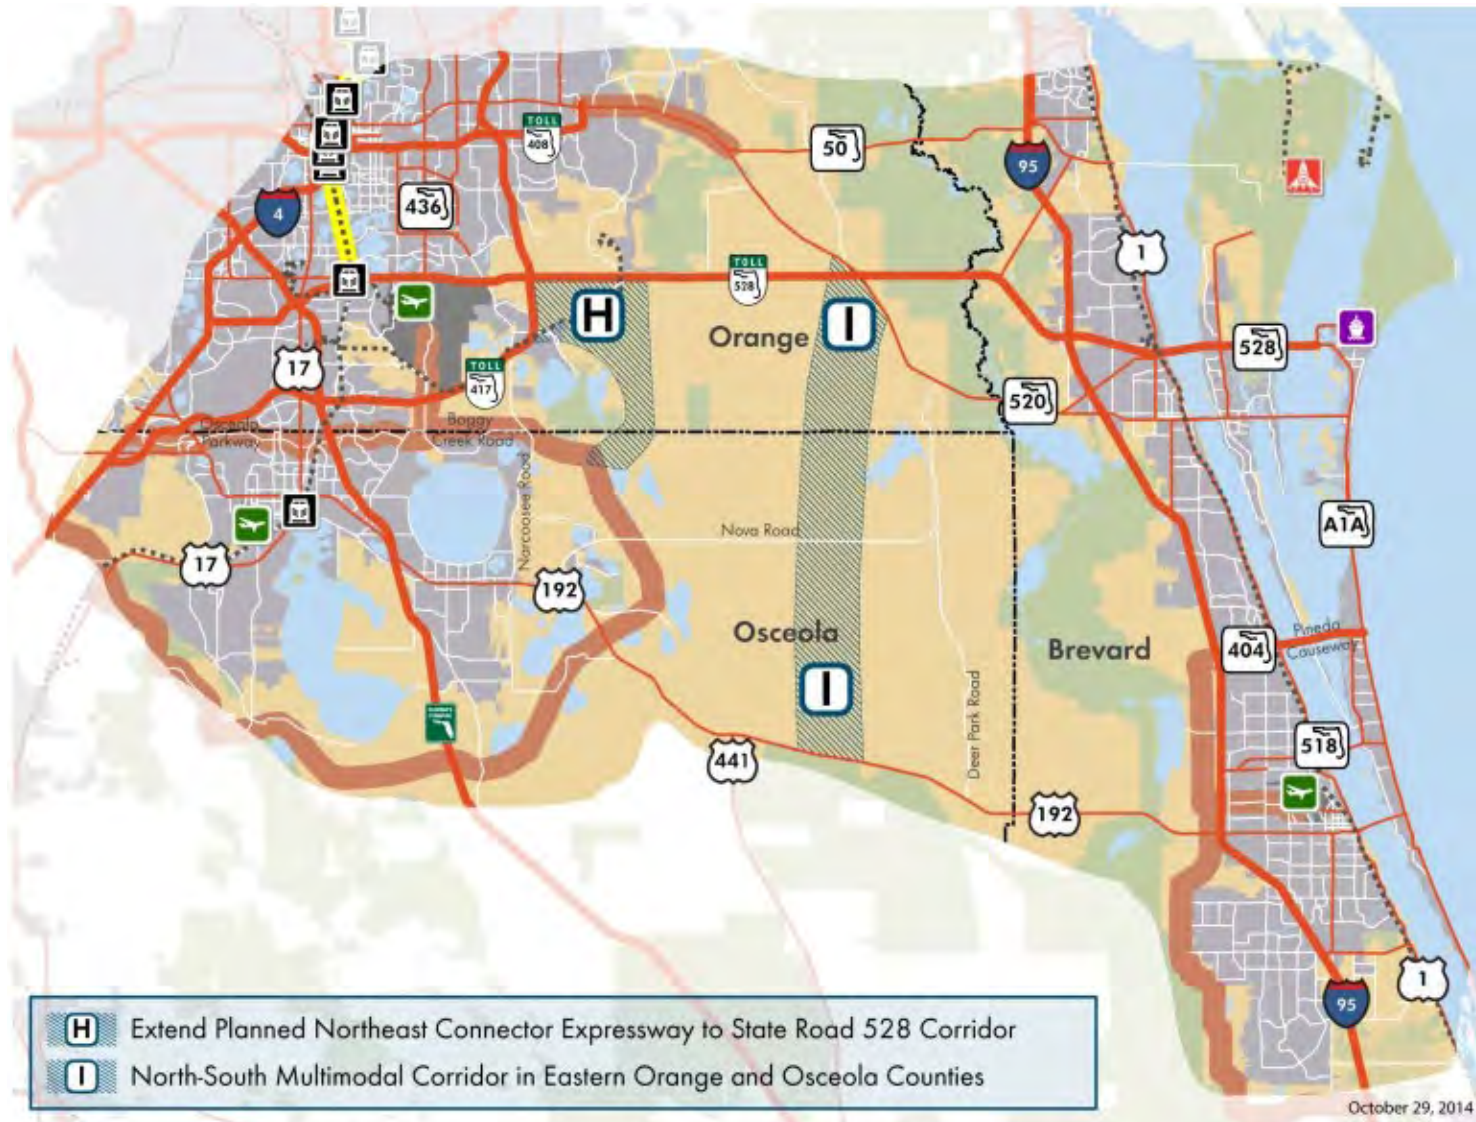 TOLL
408
50
95
4
436
1
TOLL
528
H
I
Orange
528
17
TOLL
417
520
Osceola
Parkway
Boggy
Creek Road
Narcoossee Road
A1A
Nova Road
17
192
Osceola
Brevard
404
Pineda
Causeway
I
Deer Park Road
518
441
192
1
95
H Extend Planned Northeast Connector Expressway to State Road 528 Corridor
I North-South Multimodal Corridor in Eastern Orange and Osceola Counties
October 29, 2014